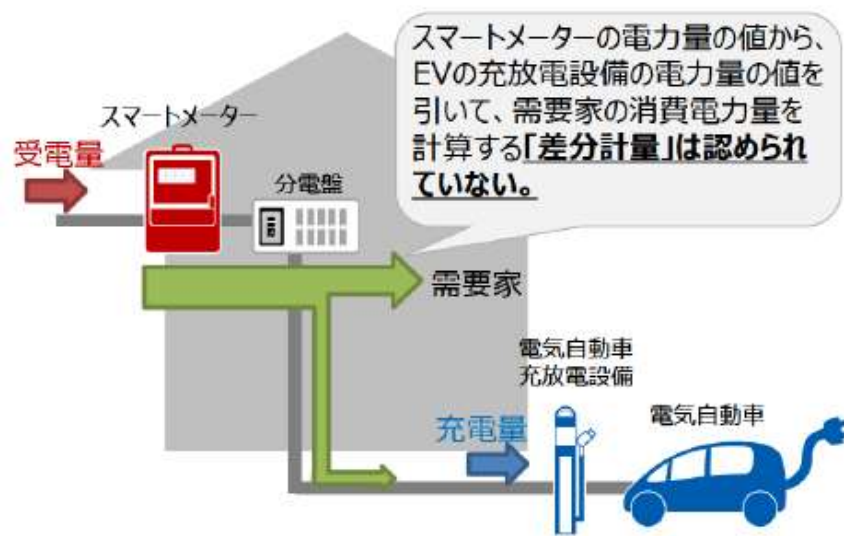 スマートメーターの電力量の値から、
EVの充放電設備の電力量の値を
引いて、需要家の消費電力量を
計算する「差分計量」は認められ
ていない。
スマートメーター
受電量
分電盤
需要家
電気自動車
充放電設備
電気自動車
充電量